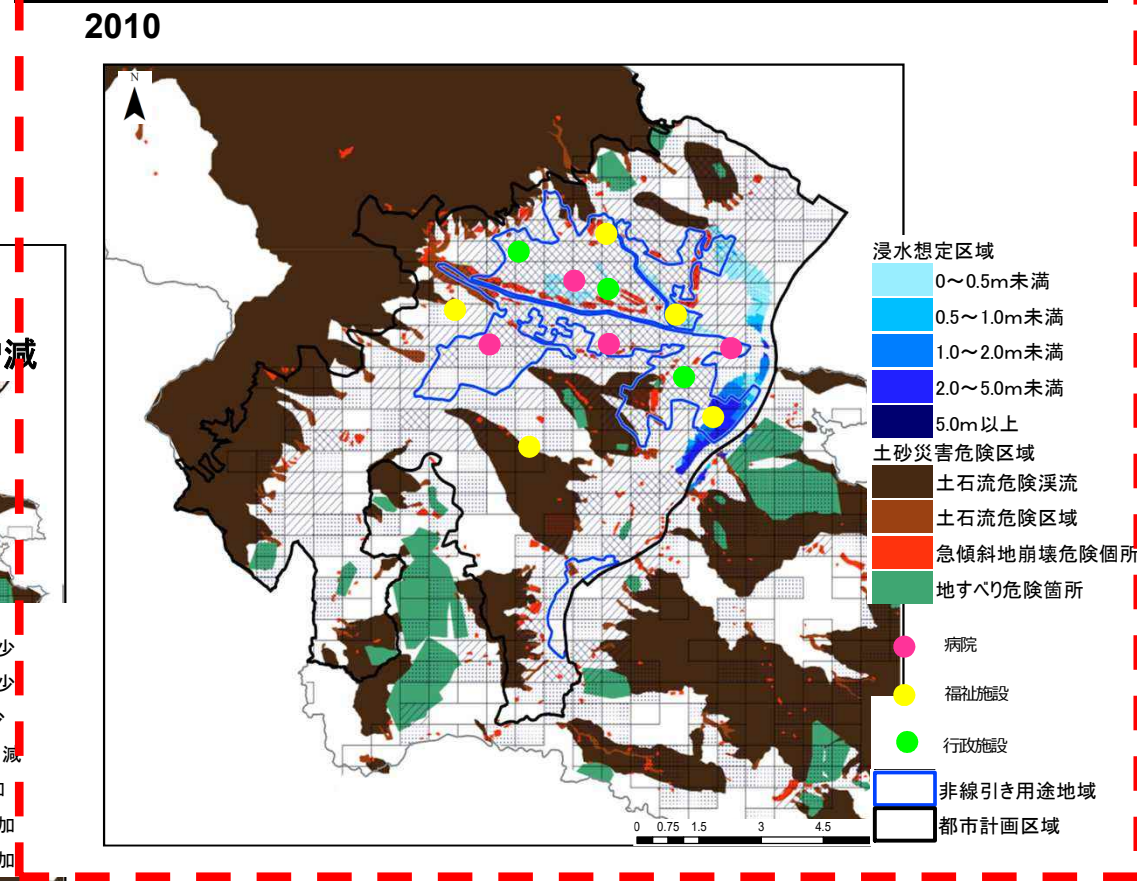 2010
N
減
少
少
減
加
加
浸水想定区域
0～0.5m未満
0.5～1.0m未満
1.0～2.0m未満
2.0～5.0m未満
5.0m以上
土砂災害危険区域
土石流危険渓流
土石流危険区域
急傾斜地崩壊危険個所
地すべり危険箇所
病院
福祉施設
行政施設
非線引き用途地域
都市計画区域
0 0.75 1.5 3 4.5